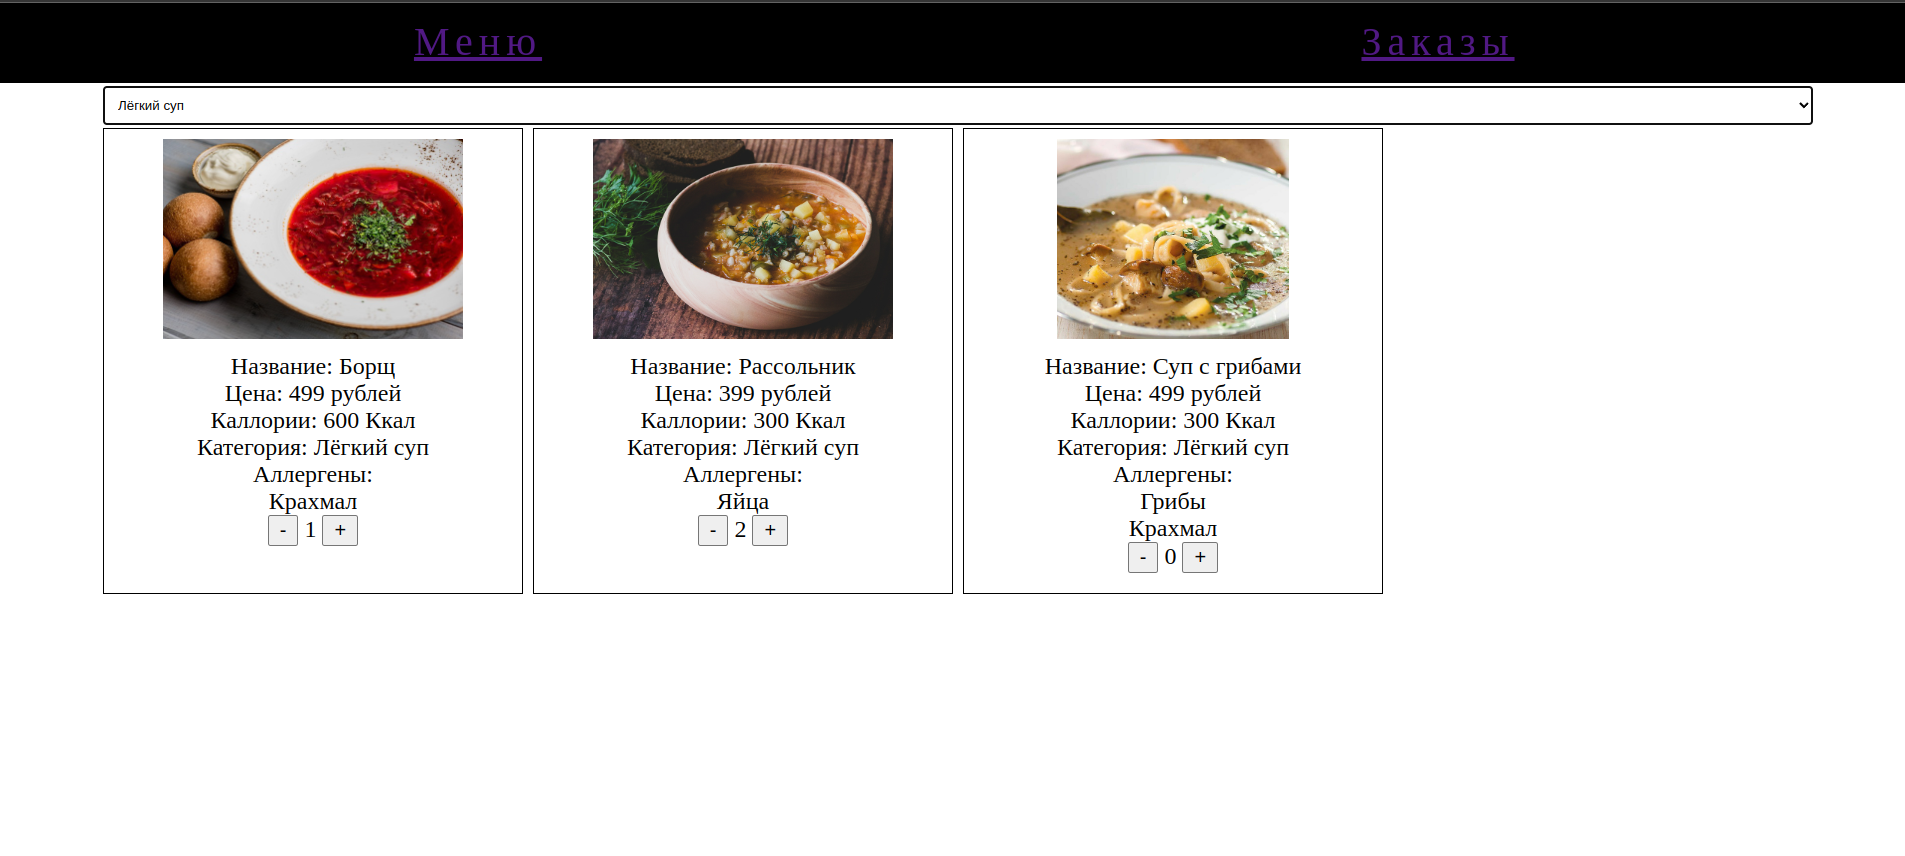 Меню Заказы
Лёгкий суп
Название: Борщ
Цена: 499 рублей
Каллории: 600 Ккал
Категория: Лёгкий суп
Аллергены:
Крахмал
- 1 +
Название: Рассольник
Цена: 399 рублей
Каллории: 300 Ккал
Категория: Лёгкий суп
Аллергены:
Яйца
- 2 +
Название: Суп с грибами
Цена: 499 рублей
Каллории: 300 Ккал
Категория: Лёгкий суп
Аллергены:
Грибы
Крахмал
- 0 +